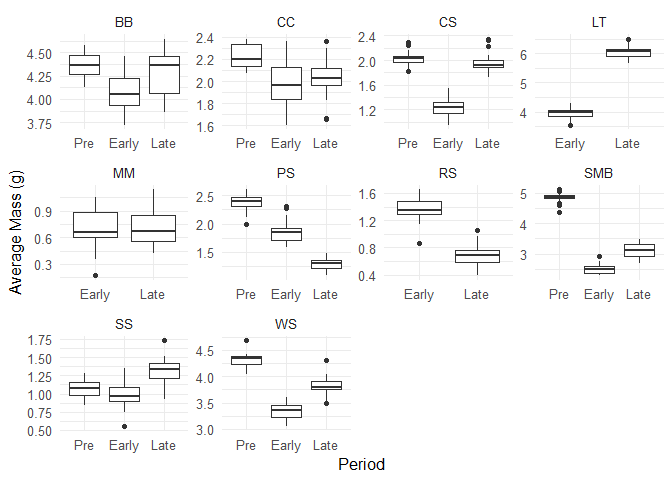 BB CC CS LT
4.50 4.25 4.00 3.75
2.4 2.2 2.0 1.8 1.6
2.4 2.0 1.6 1.2
6 5 4
Pre Early Late Pre Early Late Pre Early Late Early Late
MM PS RS SMB
0.9 0.6 0.3
2.5 2.0 1.5
1.6 1.2 0.8 0.4
5 4 3
Early Late Pre Early Late Early Late Pre Early Late
SS WS
1.75 1.50 1.25 1.00 0.75 0.50
4.5 4.0 3.5 3.0
Pre Early Late Pre Early Late
Average Mass (g)
Period